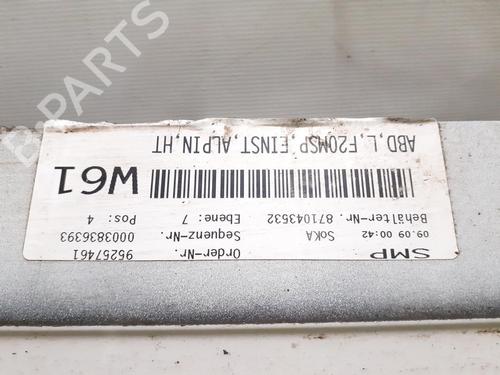 SMP
SoKA
09.09 00:42
Order-Nr.
95257461
Sequenz-Nr.
0003836393
Behälter-Nr. 871043532
Ebene: 7
Pos: 4
W61
ABD,L,F20MSP,EINST,ALPIN,HT
B-PARTS